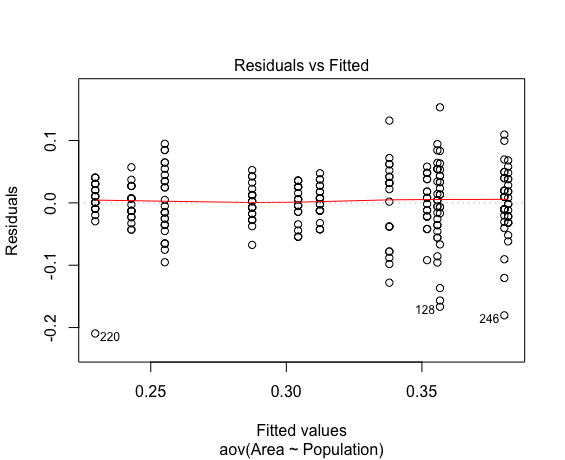 Residuals vs Fitted
Residuals
0.1
0.0
-0.1
-0.2
220
128
246
0.25 0.30 0.35
Fitted values
aov(Area ~ Population)